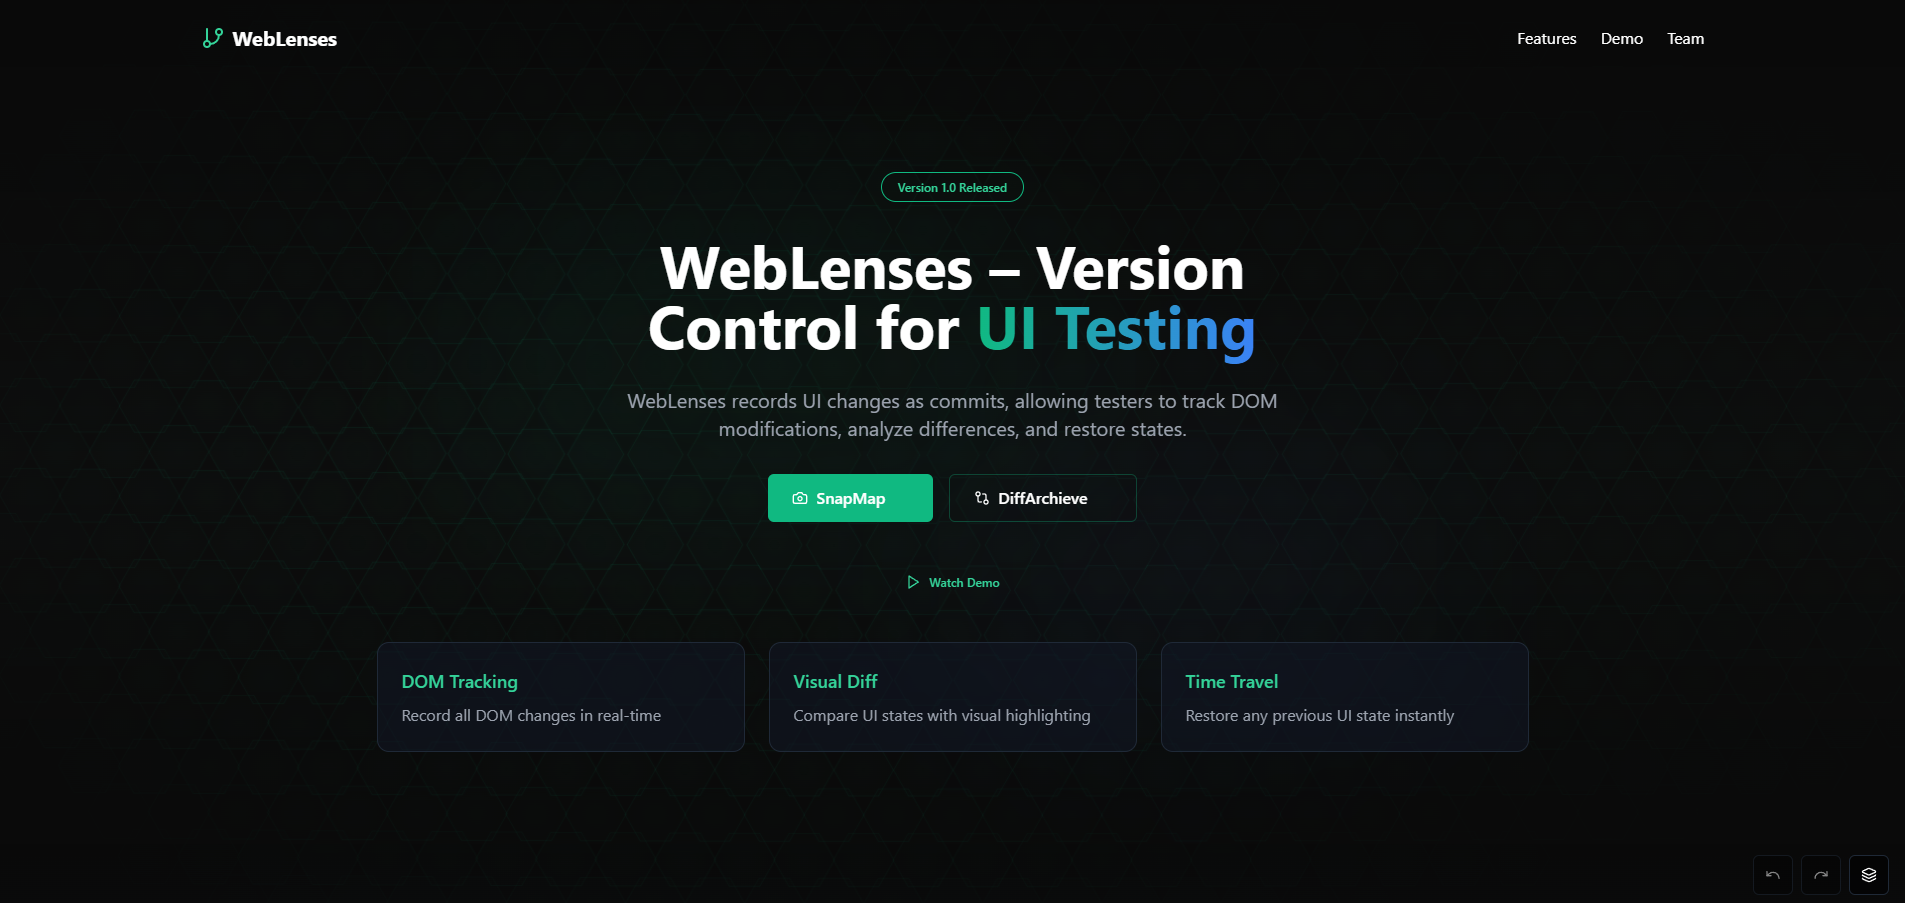 WebLenses
Features Demo Team
Version 1.0 Released
WebLenses – Version
Control for UI Testing
WebLenses records UI changes as commits, allowing testers to track DOM
modifications, analyze differences, and restore states.
SnapMap DiffArchieve
Watch Demo
DOM Tracking
Record all DOM changes in real-time
Visual Diff
Compare UI states with visual highlighting
Time Travel
Restore any previous UI state instantly